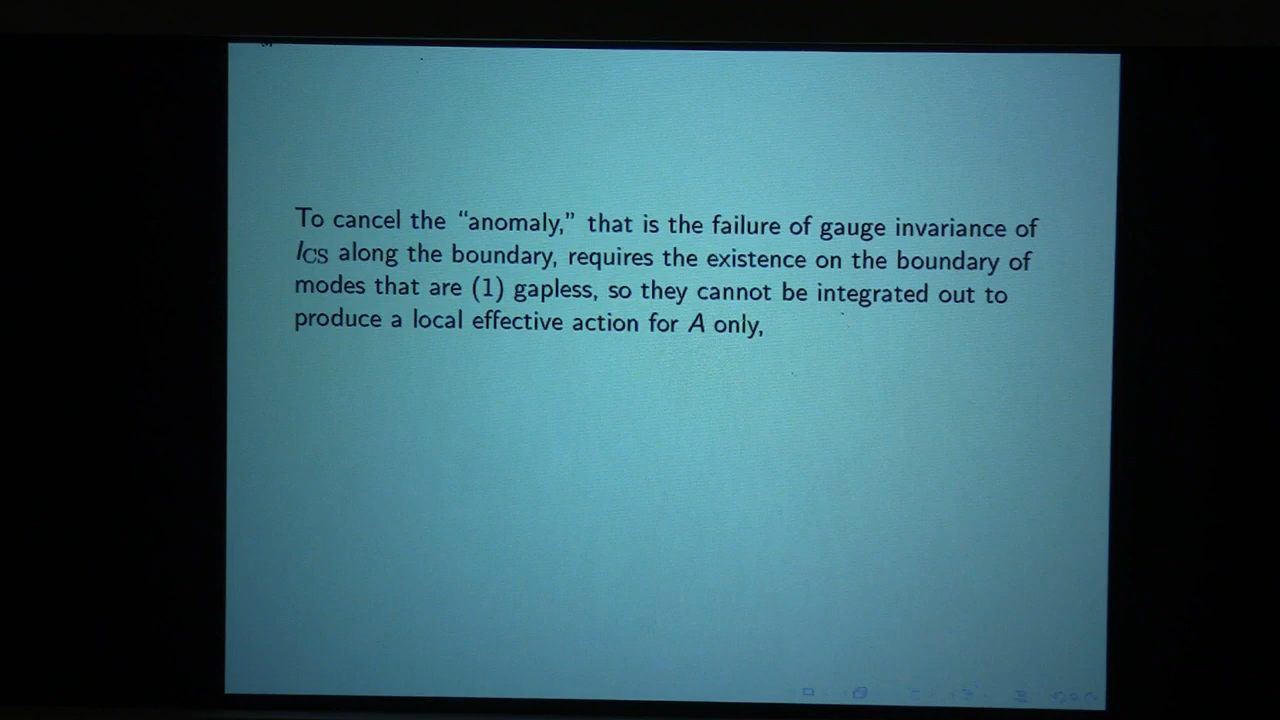 To cancel the “anomaly,” that is the failure of gauge invariance of
I_CS along the boundary, requires the existence on the boundary of
modes that are (1) gapless, so they cannot be integrated out to
produce a local effective action for A only,